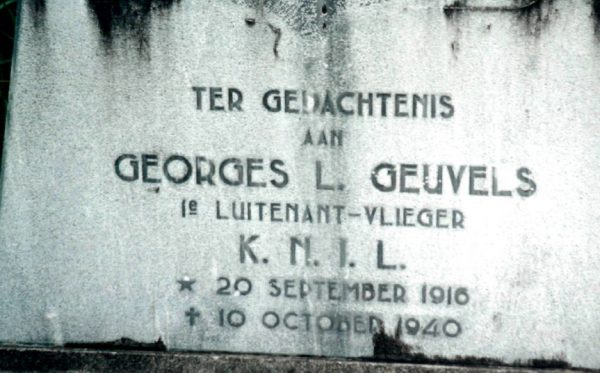 TER GEDACHTENIS
AAN
GEORGES L. GEUVELS
1e LUITENANT-VLIEGER
K. N. I. L.
* 20 SEPTEMBER 1916
† 10 OCTOBER 1940